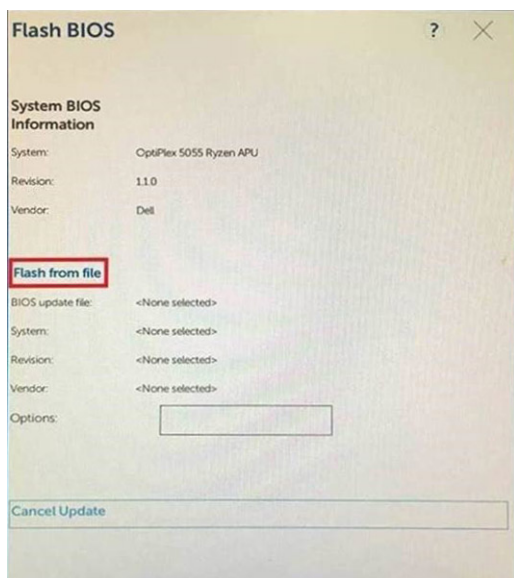 Flash BIOS
?
System BIOS
Information
System: OptiPlex 5055 Ryzen APU
Revision: 1.1.0
Vendor: Dell
Flash from file
BIOS update file: <None selected>
System: <None selected>
Revision: <None selected>
Vendor: <None selected>
Options:
Cancel Update